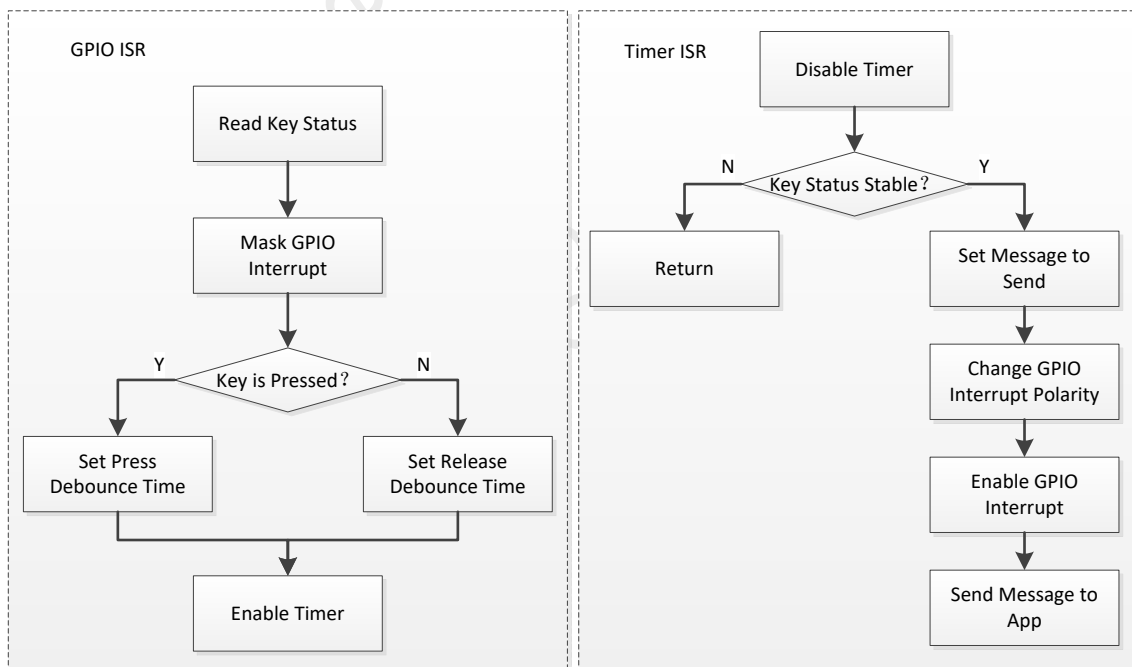 GPIO ISR
Read Key Status
Mask GPIO
Interrupt
Key is Pressed？
Y
N
Set Press
Debounce Time
Set Release
Debounce Time
Enable Timer
Timer ISR
Disable Timer
Key Status Stable？
N
Y
Return
Set Message to
Send
Change GPIO
Interrupt Polarity
Enable GPIO
Interrupt
Send Message to
App